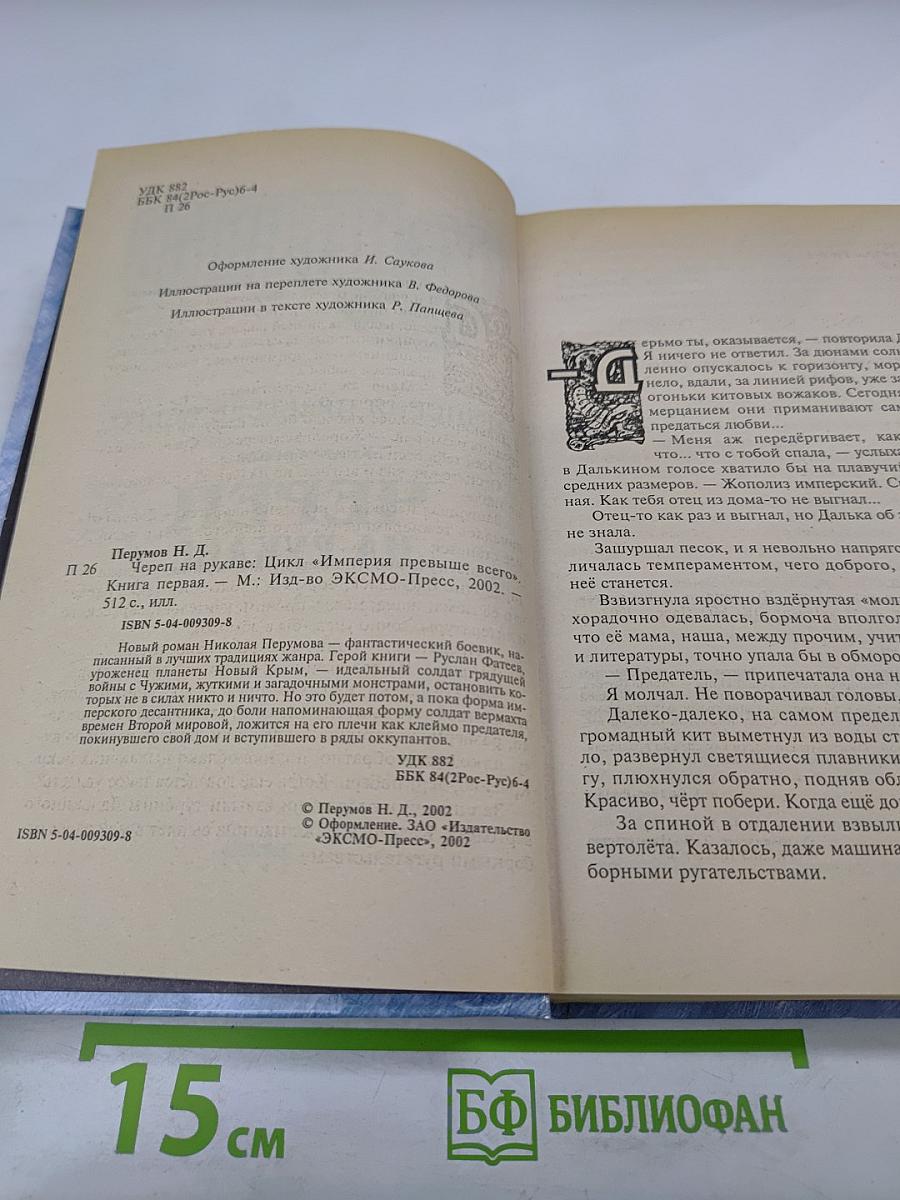 УДК 882
ББК 84(2Рос-Рус)6-4
П 26
Оформление художника И. Саукова
Иллюстрации на переплете художника В. Федорова
Иллюстрации в тексте художника Р. Папщева
Перумов Н. Д.
П 26 Череп на рукаве: Цикл «Империя превыше всего».
Книга первая. — М.: Изд-во ЭКСМО-Пресс, 2002. —
512 с., илл.
ISBN 5-04-009309-8
Новый роман Николая Перумова — фантастический боевик, на-
писанный в лучших традициях жанра. Герой книги — Руслан Фатеев,
уроженец планеты Новый Крым, — идеальный солдат грядущей
войны с Чужими, жуткими и загадочными монстрами, остановить ко-
торых не в силах никто и ничто. Но это будет потом, а пока форма им-
перского десантника, до боли напоминающая форму солдат вермахта
времен Второй мировой, ложится на его плечи как клеймо предателя,
покинувшего свой дом и вступившего в ряды оккупантов.
УДК 882
ББК 84(2Рос-Рус)6-4
© Перумов Н. Д., 2002
© Оформление. ЗАО «Издательство
«ЭКСМО-Пресс», 2002
ISBN 5-04-009309-8
— Дерьмо ты, оказывается, — повторила Д
Я ничего не ответил. За дюнами солн
ленно опускалось к горизонту, мор
нело, вдали, за линией рифов, уже за
огоньки китовых вожаков. Сегодня
мерцанием они приманивают сам
предаться любви...
— Меня аж передёргивает, как
что... что с тобой спала, — услыха
в Далькином голосе хватило бы на плавучи
средних размеров. — Жополиз имперский. С
ная. Как тебя отец из дома-то не выгнал...
Отец-то как раз и выгнал, но Далька об э
не знала.
Зашуршал песок, и я невольно напрягс
личалась темпераментом, чего доброго,
неё станется.
Взвизгнула яростно вздёрнутая «молн
хорадочно одевалась, бормоча вполгол
что её мама, наша, между прочим, учит
и литературы, точно упала бы в обморо
— Предатель, — припечатала она н
Я молчал. Не поворачивал головы,
Далеко-далеко, на самом предел
громадный кит выметнул из воды ст
ло, развернул светящиеся плавники
гу, плюхнулся обратно, подняв обл
Красиво, чёрт побери. Когда ещё до
За спиной в отдалении взвыли
вертолёта. Казалось, даже машина
борными ругательствами.
15 см
БФ БИБЛИОФАН